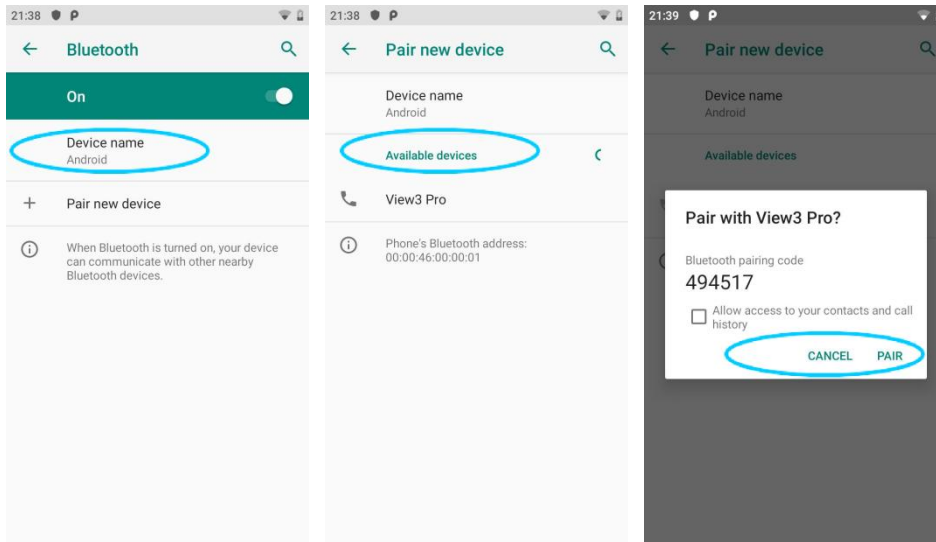 21:38
Bluetooth
On
Device name
Android
Pair new device
When Bluetooth is turned on, your device
can communicate with other nearby
Bluetooth devices.
21:38
Pair new device
Device name
Android
Available devices
View3 Pro
Phone's Bluetooth address:
00:00:46:00:00:01
21:39
Pair new device
Device name
Android
Available devices
Pair with View3 Pro?
Bluetooth pairing code
494517
Allow access to your contacts and call
history
CANCEL PAIR